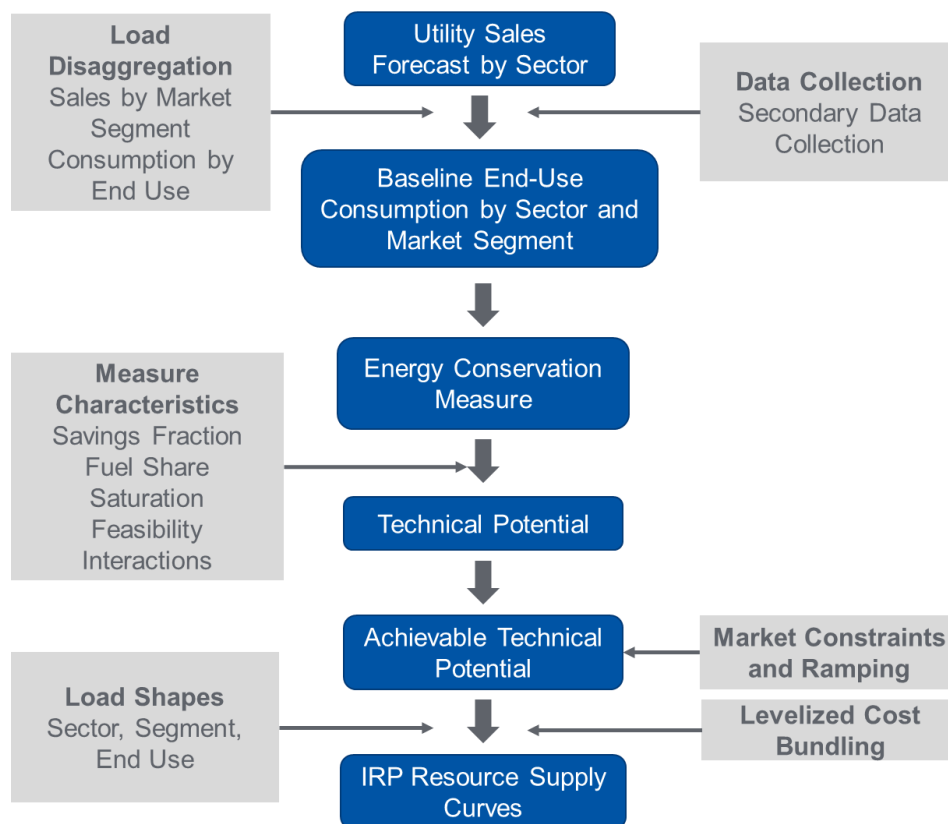 Load
Disaggregation
Sales by Market
Segment
Consumption by
End Use
Utility Sales
Forecast by Sector
Data Collection
Secondary Data
Collection
Baseline End-Use
Consumption by Sector and
Market Segment
Energy Conservation
Measure
Measure
Characteristics
Savings Fraction
Fuel Share
Saturation
Feasibility
Interactions
Technical Potential
Achievable Technical
Potential
Market Constraints
and Ramping
Load Shapes
Sector, Segment,
End Use
Levelized Cost
Bundling
IRP Resource Supply
Curves